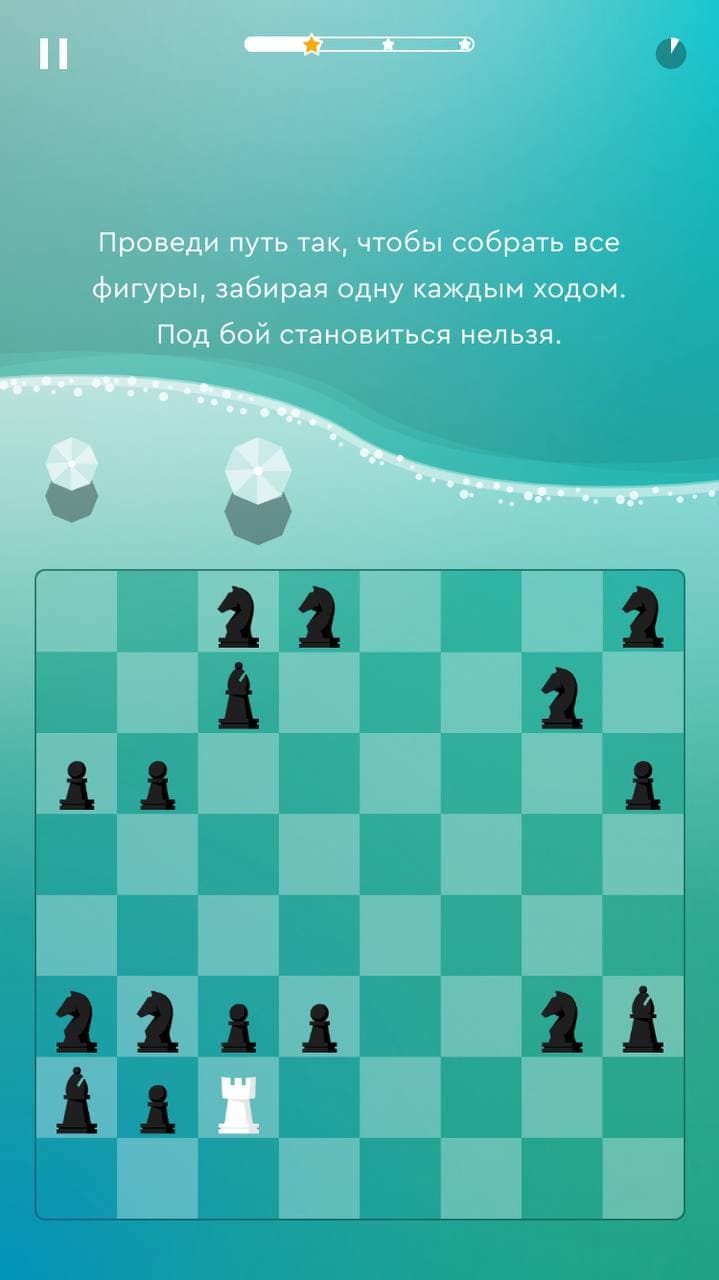 Проведи путь так, чтобы собрать все
фигуры, забирая одну каждым ходом.
Под бой становиться нельзя.